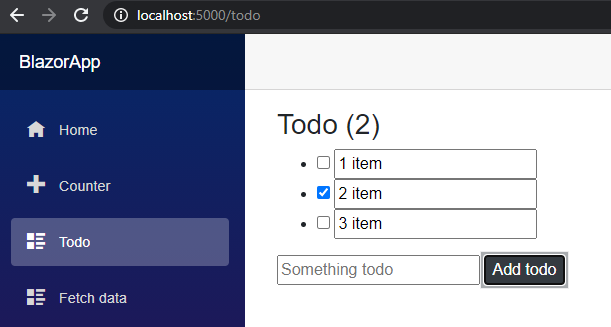 localhost:5000/todo
BlazorApp
Home
Counter
Todo
Fetch data
Todo (2)
1 item
2 item
3 item
Something todo
Add todo